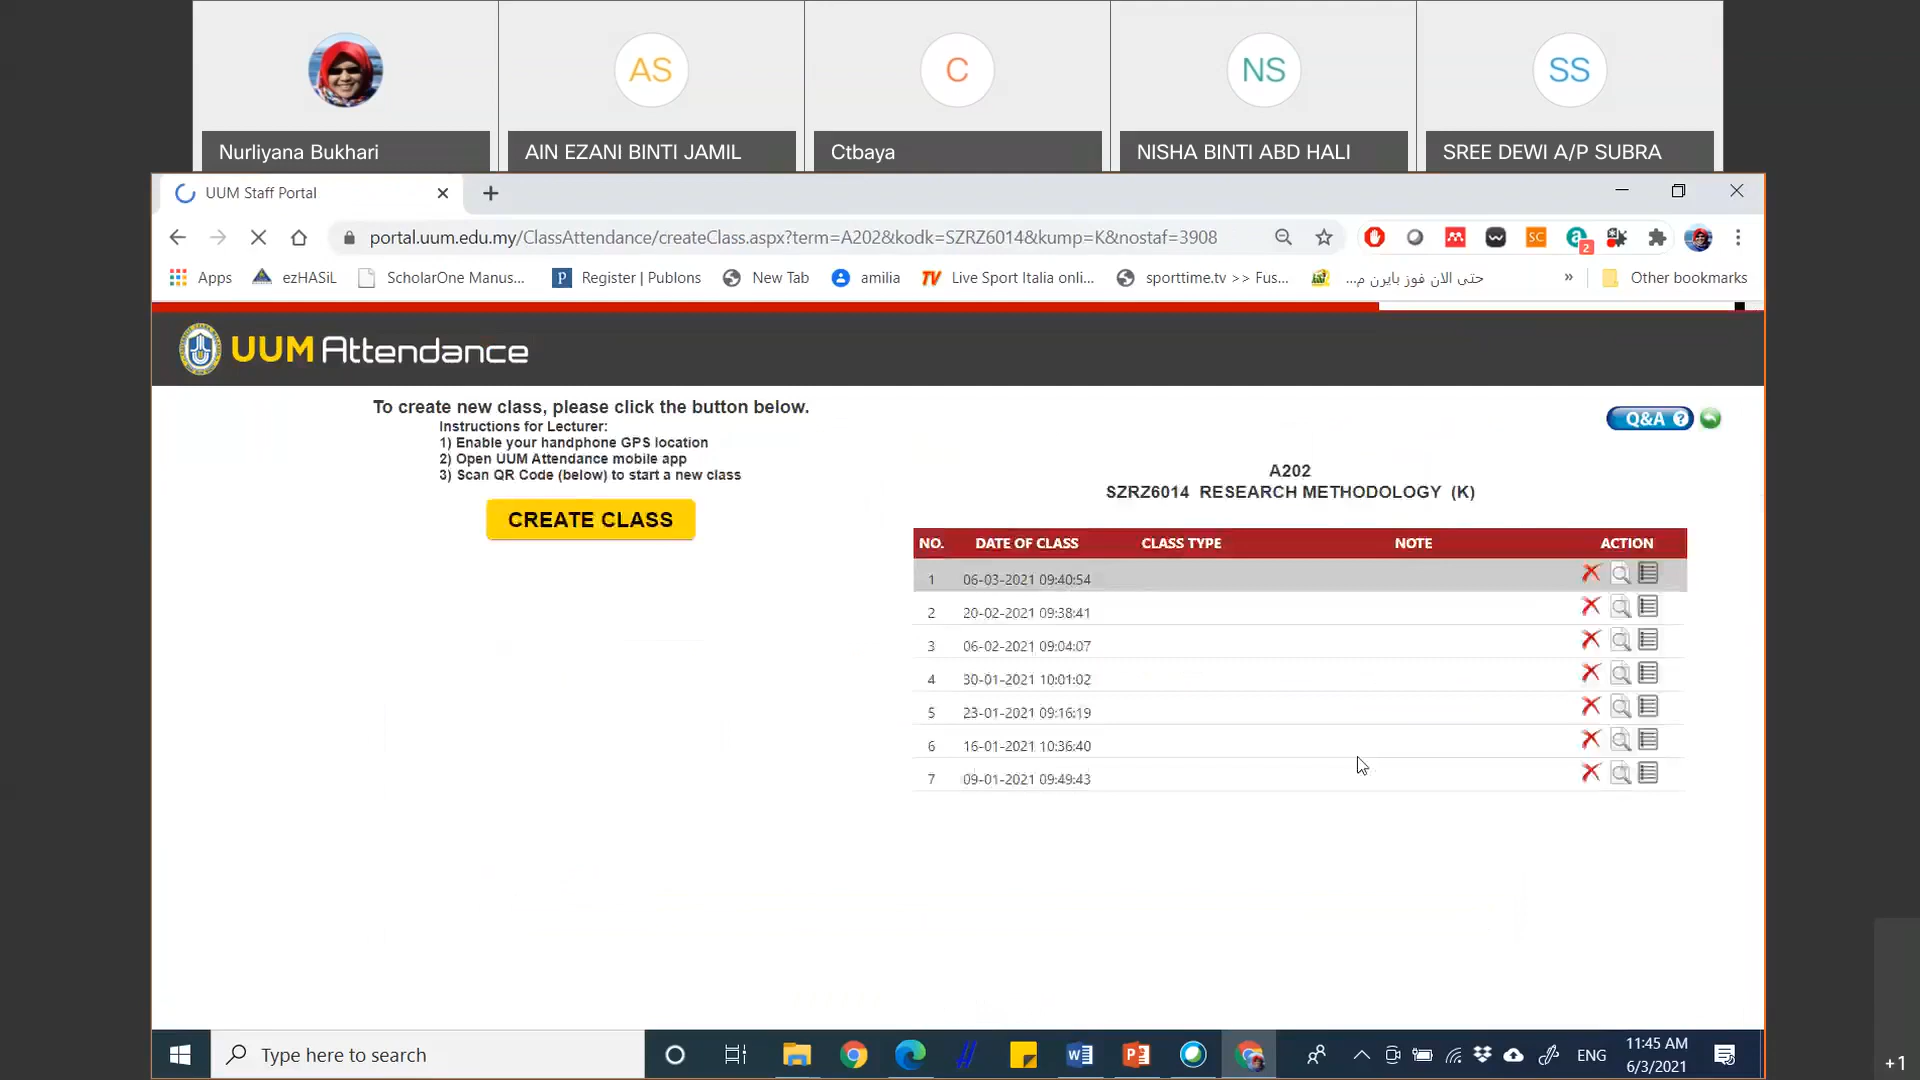 AS
C
NS
SS
Nurliyana Bukhari
AIN EZANI BINTI JAMIL
Ctbaya
NISHA BINTI ABD HALI
SREE DEWI A/P SUBRA
UUM Staff Portal
portal.uum.edu.my/ClassAttendance/createClass.aspx?term=A202&kodk=SZRZ6014&kump=K&nostaf=3908
SC
a
2
Apps
ezHASiL
ScholarOne Manus...
P
Register | Publons
New Tab
amilia
TV
Live Sport Italia onli...
sporttime.tv >> Fus...
حتى الان فوز بايرن م...
»
Other bookmarks
UUM Attendance
To create new class, please click the button below.
Instructions for Lecturer:
1) Enable your handphone GPS location
2) Open UUM Attendance mobile app
3) Scan QR Code (below) to start a new class
CREATE CLASS
Q&A ?
A202
SZRZ6014 RESEARCH METHODOLOGY (K)
NO. DATE OF CLASS CLASS TYPE NOTE ACTION
1 06-03-2021 09:40:54
2 20-02-2021 09:38:41
3 06-02-2021 09:04:07
4 30-01-2021 10:01:02
5 23-01-2021 09:16:19
6 16-01-2021 10:36:40
7 09-01-2021 09:49:43
Type here to search
ENG
11:45 AM
6/3/2021
+1